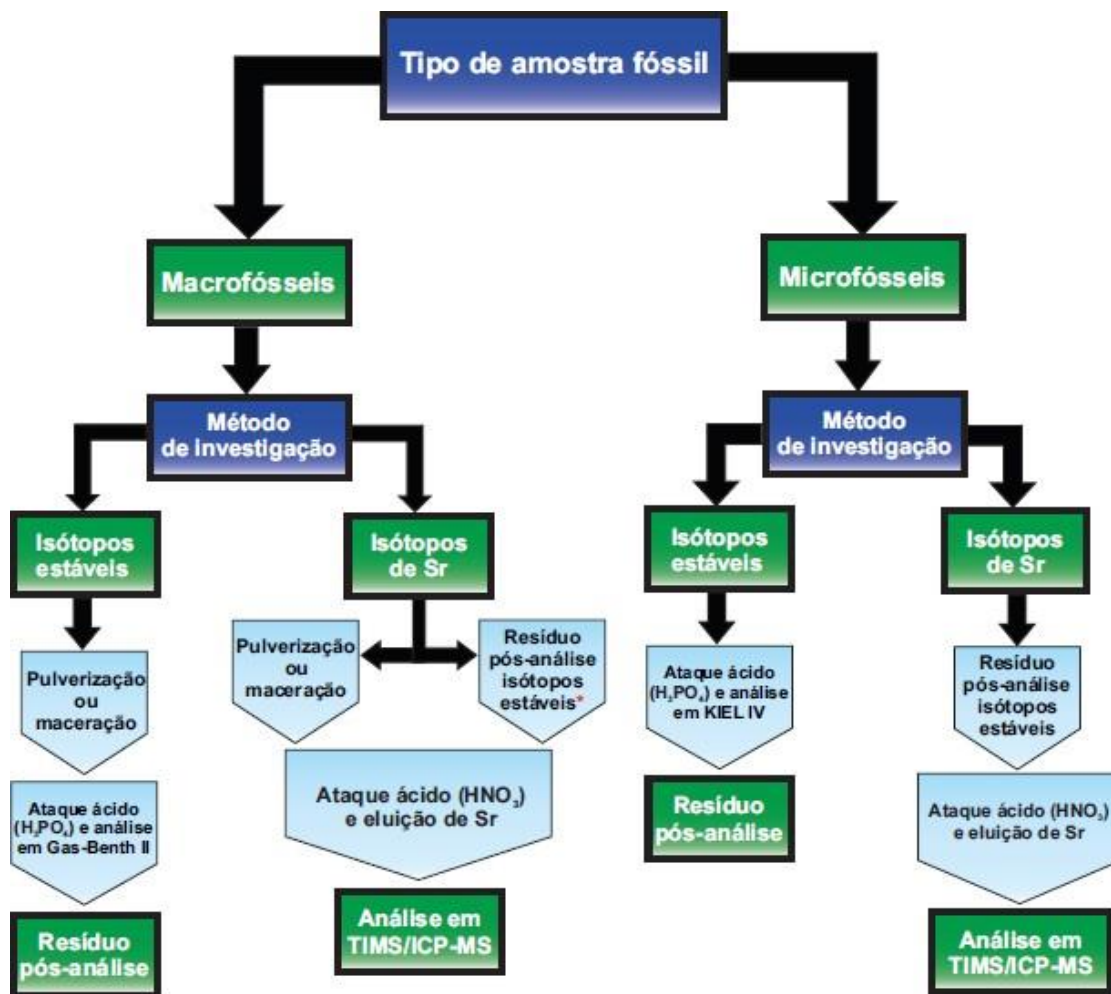 Tipo de amostra fóssil
Macrofósseis
Microfósseis
Método
de investigação
Método
de investigação
Isótopos
estáveis
Isótopos
de Sr
Isótopos
estáveis
Isótopos
de Sr
Pulverização
ou
maceração
Pulverização
ou
maceração
Resíduo
pós-análise
isótopos
estáveis*
Ataque ácido
(H₃PO₄) e análise
em KIEL IV
Resíduo
pós-análise
isótopos
estáveis
Ataque ácido
(H₃PO₄) e análise
em Gas-Benth II
Ataque ácido (HNO₃)
e eluição de Sr
Resíduo
pós-análise
Ataque ácido (HNO₃)
e eluição de Sr
Resíduo
pós-análise
Análise em
TIMS/ICP-MS
Análise em
TIMS/ICP-MS